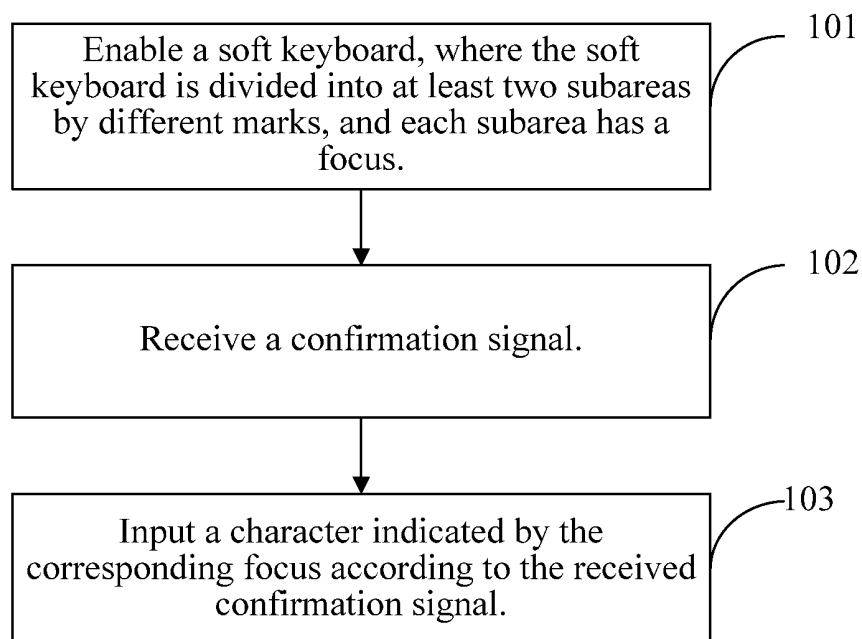 101
Enable a soft keyboard, where the soft
keyboard is divided into at least two subareas
by different marks, and each subarea has a
focus.
102
Receive a confirmation signal.
103
Input a character indicated by the
corresponding focus according to the received
confirmation signal.